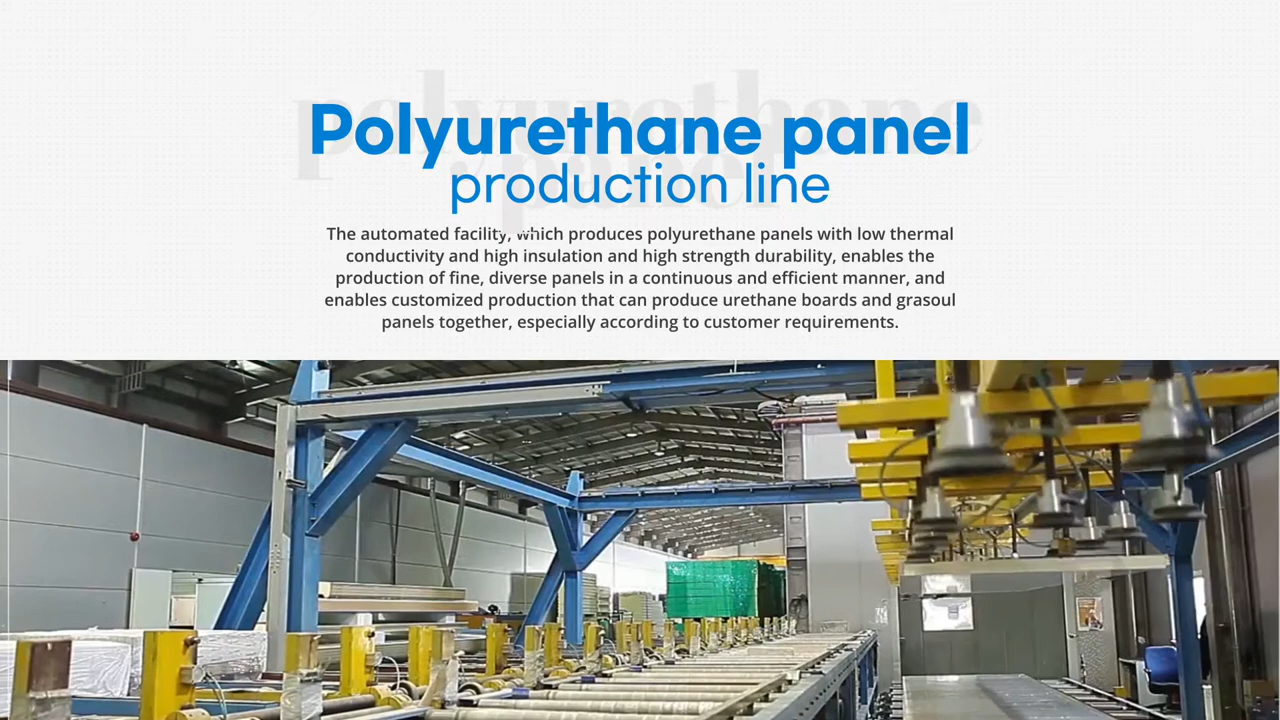 Polyurethane panel
production line
The automated facility, which produces polyurethane panels with low thermal
conductivity and high insulation and high strength durability, enables the
production of fine, diverse panels in a continuous and efficient manner, and
enables customized production that can produce urethane boards and grasoul
panels together, especially according to customer requirements.
polyurethane
panel